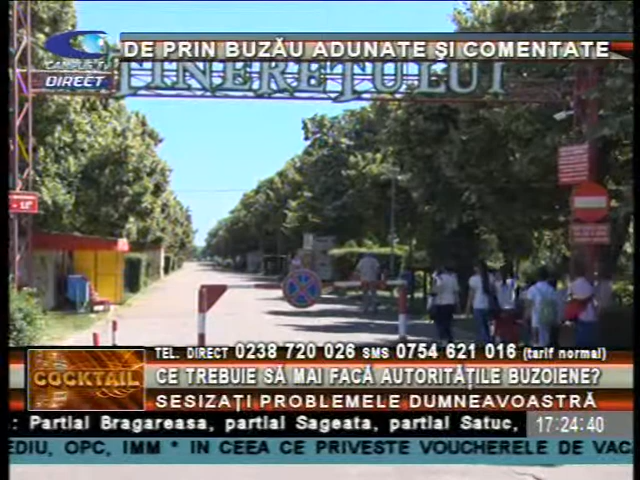 DE PRIN BUZĂU ADUNATE ŞI COMENTATE
CAMPUS TV
DIRECT
TINERETULUI
TEL. DIRECT 0238 720 026 SMS 0754 621 016 (tarif normal)
COCKTAIL
CE TREBUIE SĂ MAI FACĂ AUTORITĂŢILE BUZOIENE?
SESIZAŢI PROBLEMELE DUMNEAVOASTRĂ
: Partial Bragareasa, partial Sageata, partial Satuc,
17:24:40
EDIU, OPC, IMM * IN CEEA CE PRIVESTE VOUCHERELE DE VAC